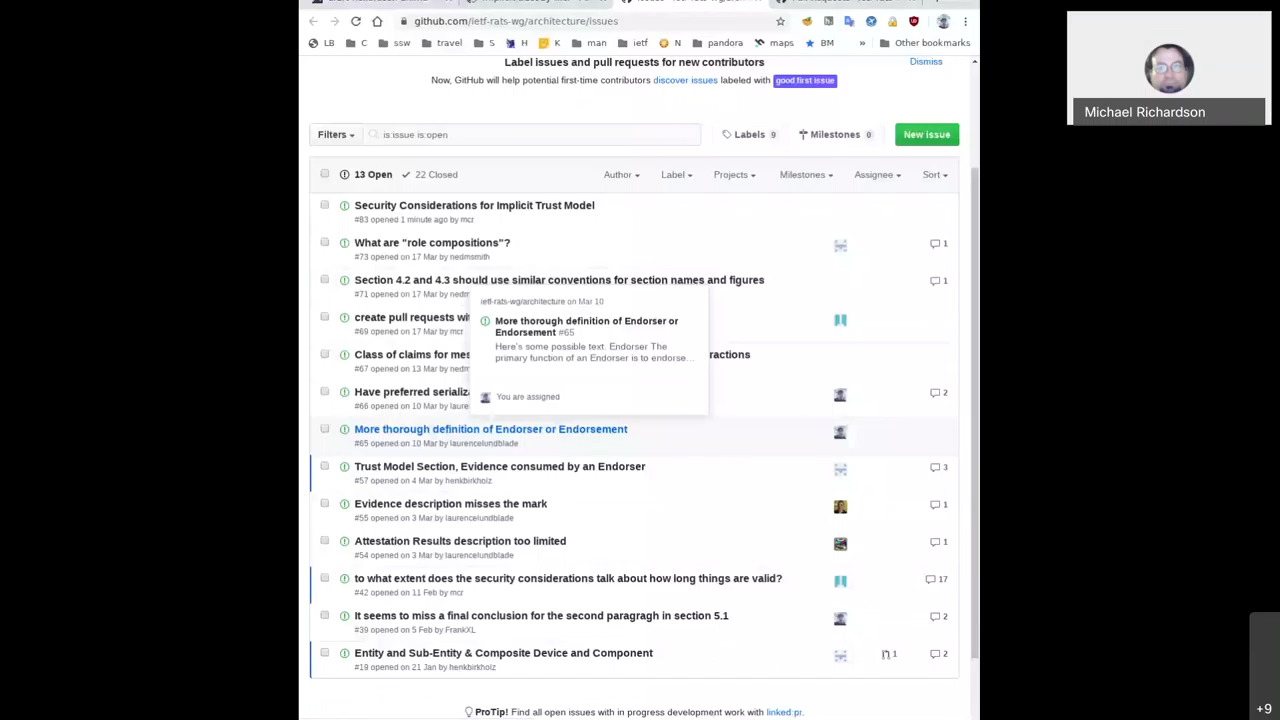 github.com/ietf-rats-wg/architecture/issues
LB C ssw travel S H K man ietf N pandora maps BM » Other bookmarks
Label issues and pull requests for new contributors Dismiss
Now, GitHub will help potential first-time contributors discover issues labeled with good first issue
Filters is:issue is:open Labels 9 Milestones 0 New issue
13 Open 22 Closed Author Label Projects Milestones Assignee Sort
Security Considerations for Implicit Trust Model
#83 opened 1 minute ago by mcr
What are "role compositions"? 1
#73 opened on 17 Mar by nedmsmith
Section 4.2 and 4.3 should use similar conventions for section names and figures 1
#71 opened on 17 Mar by nedm
/ietf-rats-wg/architecture on Mar 10
create pull requests wi
#69 opened on 17 Mar by mcr
More thorough definition of Endorser or
Endorsement #65
Here's some possible text. Endorser The
primary function of an Endorser is to endorse…
You are assigned
Class of claims for mes ractions
#67 opened on 13 Mar by nedm
Have preferred serializa 2
#66 opened on 10 Mar by laure
More thorough definition of Endorser or Endorsement
#65 opened on 10 Mar by laurencelundblade
Trust Model Section, Evidence consumed by an Endorser 3
#57 opened on 4 Mar by henkbirkholz
Evidence description misses the mark 1
#55 opened on 3 Mar by laurencelundblade
Attestation Results description too limited 1
#54 opened on 3 Mar by laurencelundblade
to what extent does the security considerations talk about how long things are valid? 17
#42 opened on 11 Feb by mcr
It seems to miss a final conclusion for the second paragragh in section 5.1 2
#39 opened on 5 Feb by FrankXL
Entity and Sub-Entity & Composite Device and Component 1 2
#19 opened on 21 Jan by henkbirkholz
ProTip! Find all open issues with in progress development work with linked:pr.
Michael Richardson
+9